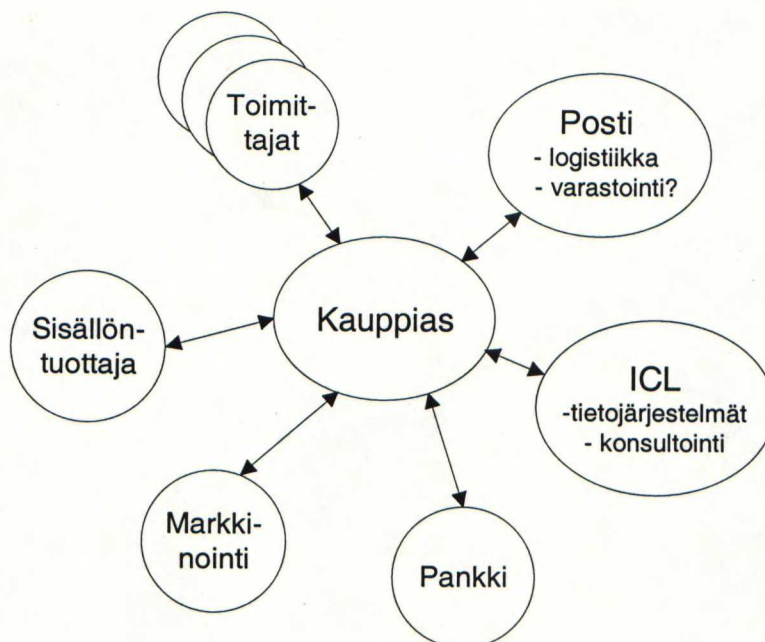 Toimit-
tajat
Posti
- logistiikka
- varastointi?
Kauppias
Sisällön-
tuottaja
ICL
-tietojärjestelmät
- konsultointi
Markki-
nointi
Pankki